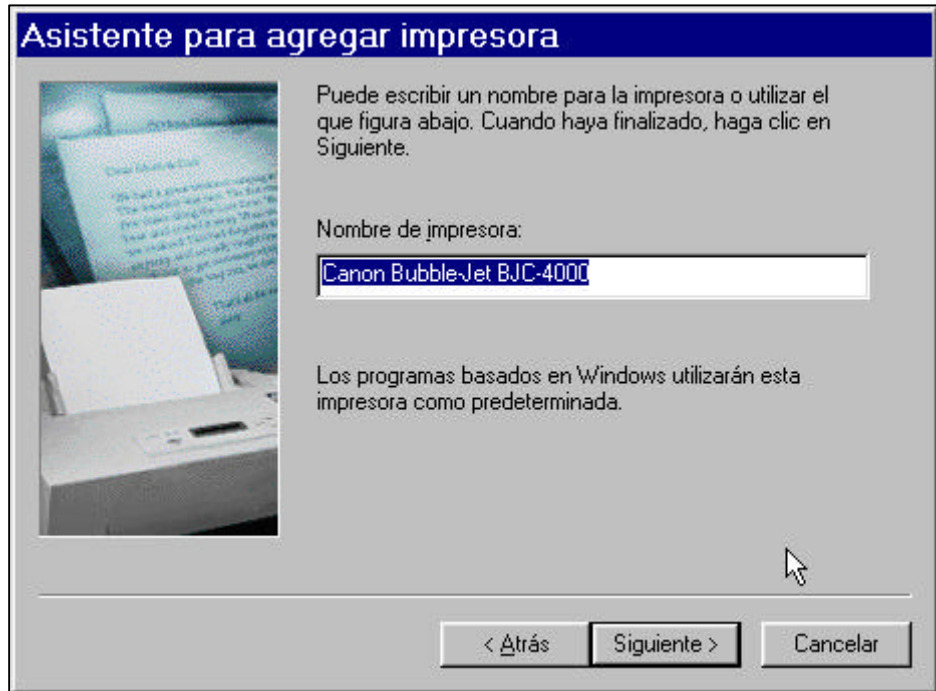 Asistente para agregar impresora
Puede escribir un nombre para la impresora o utilizar el
que figura abajo. Cuando haya finalizado, haga clic en
Siguiente.
Nombre de impresora:
Canon Bubble-Jet BJC-4000
Los programas basados en Windows utilizarán esta
impresora como predeterminada.
< Atrás
Siguiente >
Cancelar